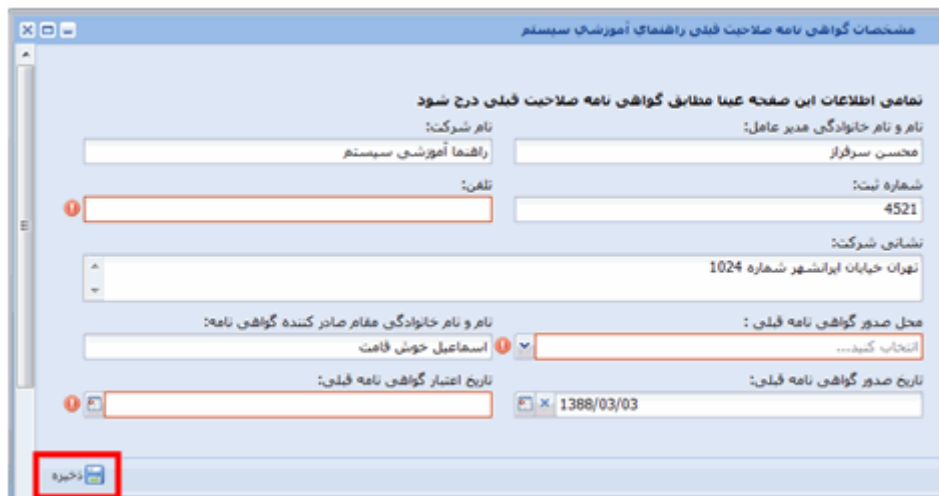 مشخصات گواهی نامه صلاحیت قبلی راهنمای آموزشی سیستم
تمامی اطلاعات این صفحه عینا مطابق گواهی نامه صلاحیت قبلی درج شود
نام و نام خانوادگی مدیر عامل: نام شرکت:
محسن سرفراز راهنما آموزشی سیستم
شماره ثبت: تلفن:
4521
نشانی شرکت:
تهران خیابان ایرانشهر شماره 1024
محل صدور گواهی نامه قبلی : نام و نام خانوادگی مقام صادر کننده گواهی نامه:
انتخاب کنید... اسماعیل خوش قامت
تاریخ صدور گواهی نامه قبلی: تاریخ اعتبار گواهی نامه قبلی:
1388/03/03
ذخیره